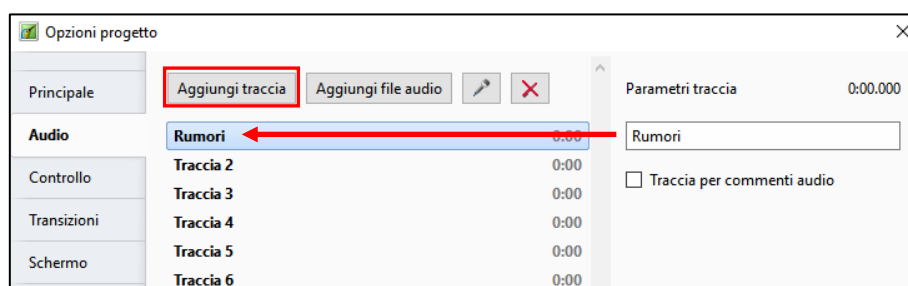 Opzioni progetto
Principale
Audio
Controllo
Transizioni
Schermo
Aggiungi traccia
Aggiungi file audio
Rumori 0:00
Traccia 2 0:00
Traccia 3 0:00
Traccia 4 0:00
Traccia 5 0:00
Traccia 6 0:00
Parametri traccia 0:00.000
Rumori
Traccia per commenti audio